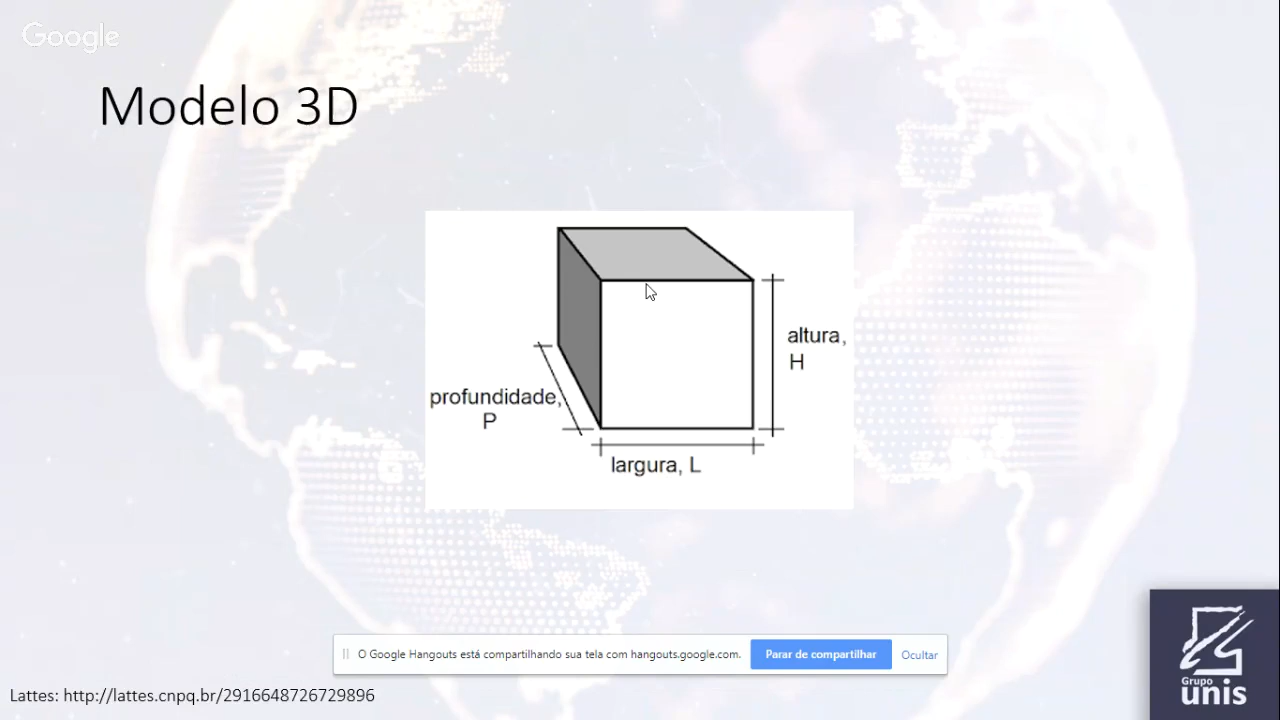 Google
Modelo 3D
altura,
H
profundidade,
P
largura, L
O Google Hangouts está compartilhando sua tela com hangouts.google.com.
Parar de compartilhar
Ocultar
Lattes: http://lattes.cnpq.br/2916648726729896
Grupo
unis